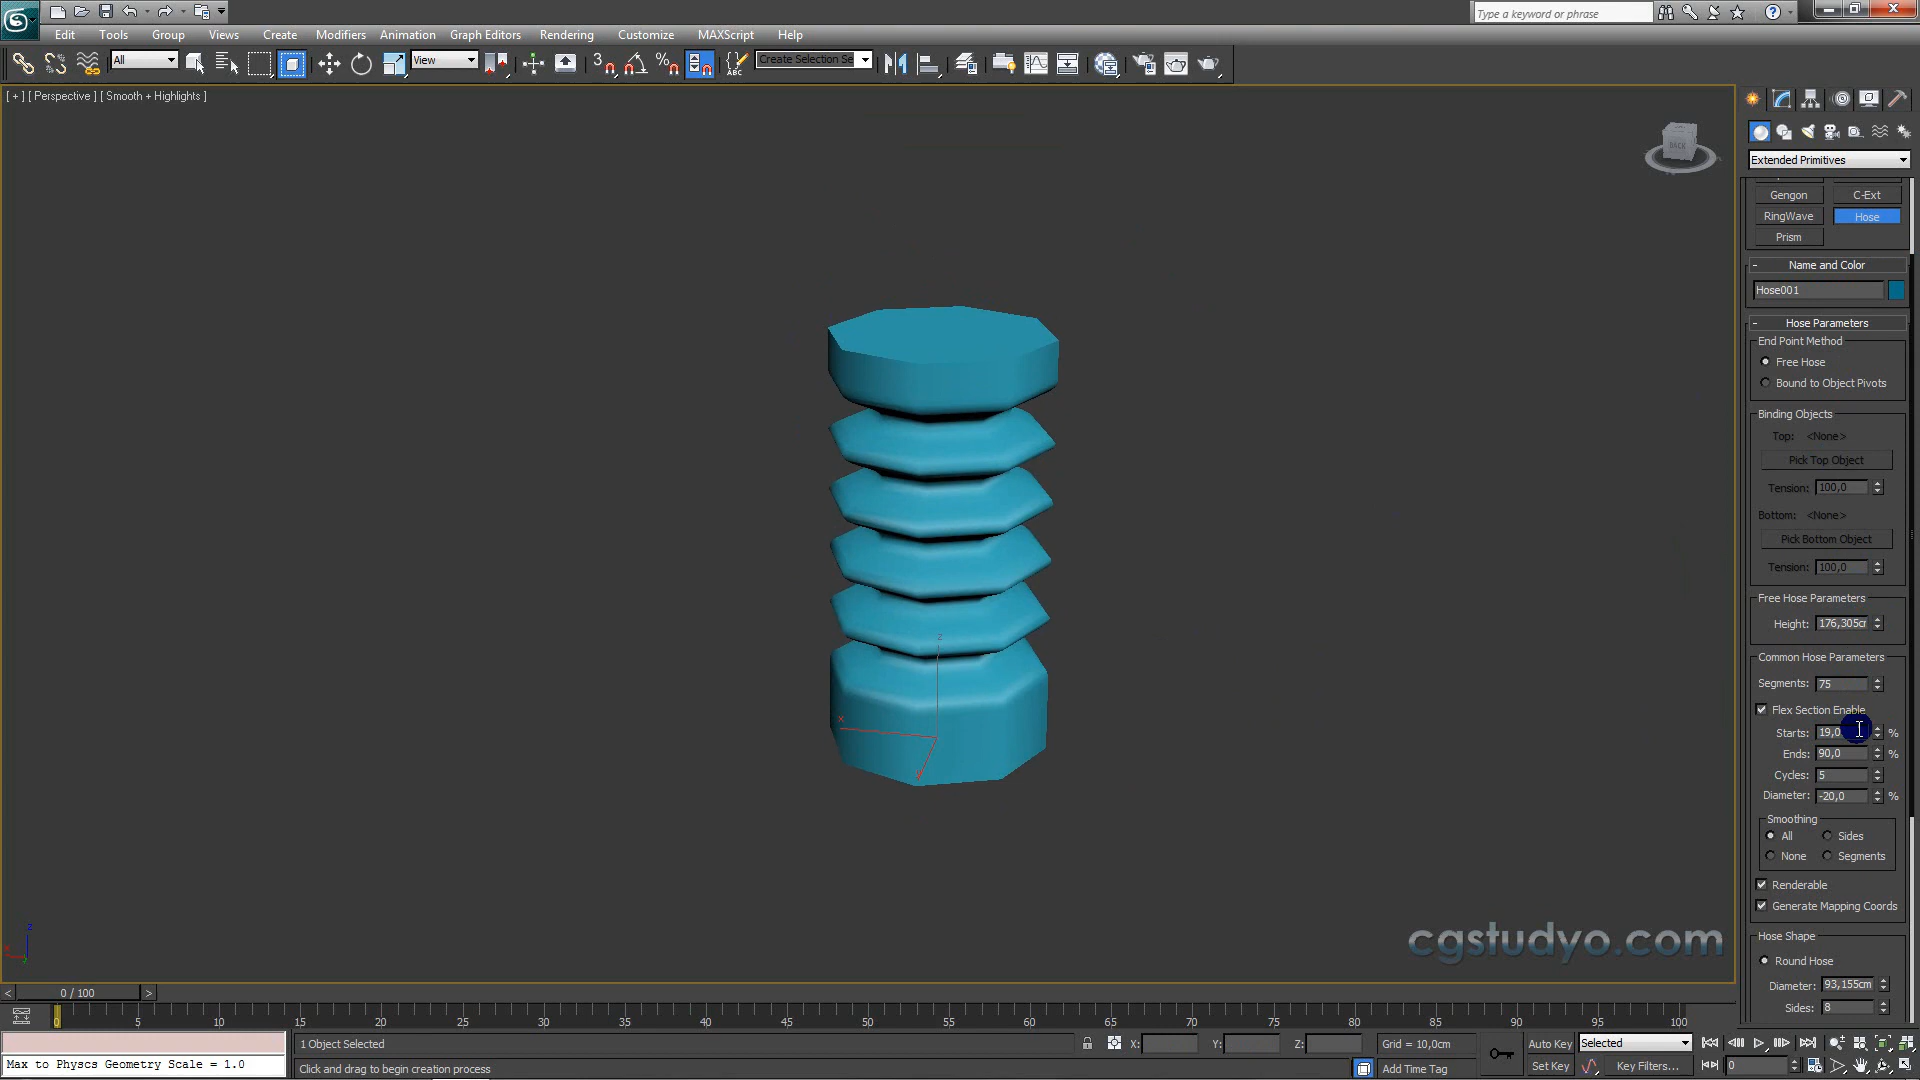 Type a keyword or phrase
Edit Tools Group Views Create Modifiers Animation Graph Editors Rendering Customize MAXScript Help
All
View
3
%
ABC
Create Selection Se
[ + ] [ Perspective ] [ Smooth + Highlights ]
BACK
Extended Primitives
Gengon C-Ext
RingWave Hose
Prism
- Name and Color
Hose001
- Hose Parameters
End Point Method
Free Hose
Bound to Object Pivots
Binding Objects
Top: <None>
Pick Top Object
Tension: 100,0
Bottom: <None>
Pick Bottom Object
Tension: 100,0
Free Hose Parameters
Height: 176,305cr
Common Hose Parameters
Segments: 75
Flex Section Enable
Starts: 19,0 %
Ends: 90,0 %
Cycles: 5
Diameter: -20,0 %
Smoothing
All Sides
None Segments
Renderable
Generate Mapping Coords
Hose Shape
Round Hose
Diameter: 93,155cm
Sides: 8
z
x
y
z
x
cgstudyo.com
< 0 / 100 >
0 5 10 15 20 25 30 35 40 45 50 55 60 65 70 75 80 85 90 95 100
1 Object Selected X: Y: Z: Grid = 10,0cm Auto Key Selected
Max to Physcs Geometry Scale = 1.0
Click and drag to begin creation process Add Time Tag Set Key Key Filters... 0